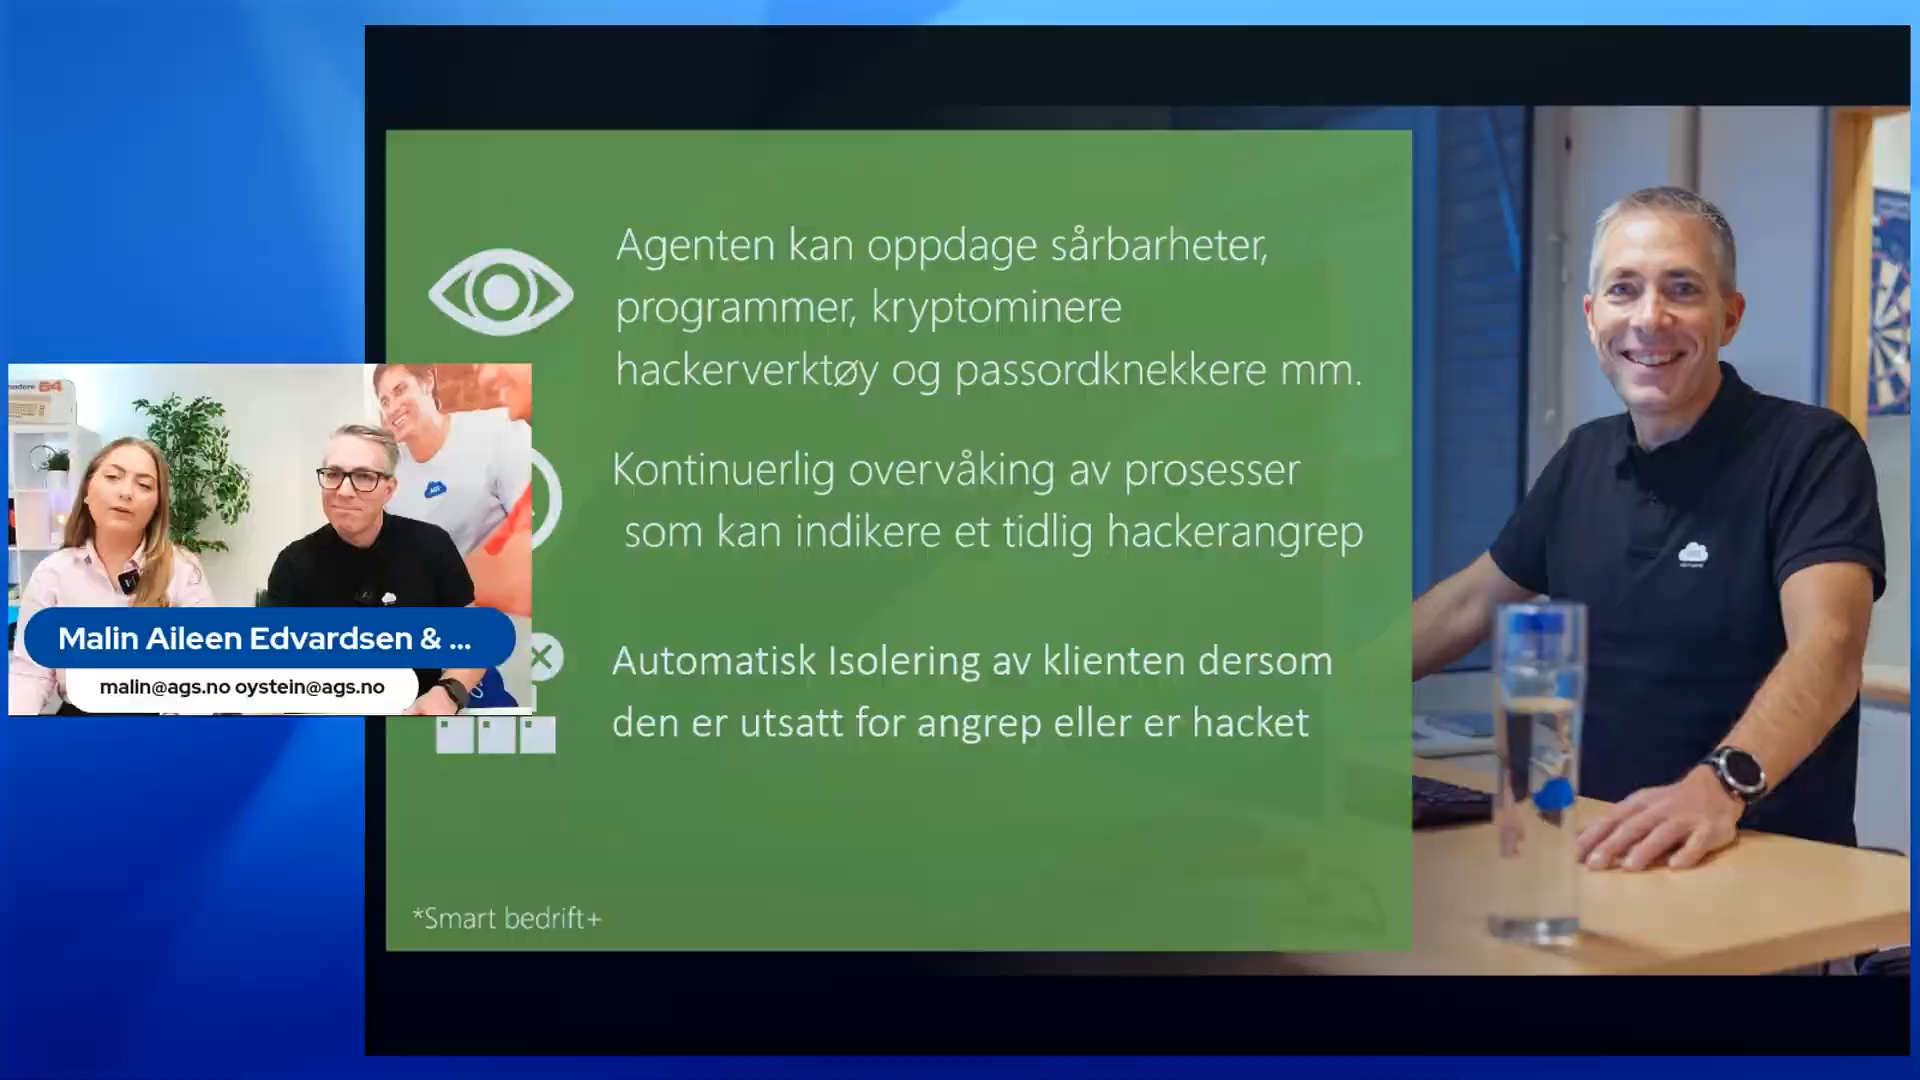 Agenten kan oppdage sårbarheter,
programmer, kryptominere
hackerverktøy og passordknekkere mm.
Kontinuerlig overvåking av prosesser
som kan indikere et tidlig hackerangrep
Automatisk Isolering av klienten dersom
den er utsatt for angrep eller er hacket
*Smart bedrift+
64
AGS
Malin Aileen Edvardsen & ...
malin@ags.no oystein@ags.no